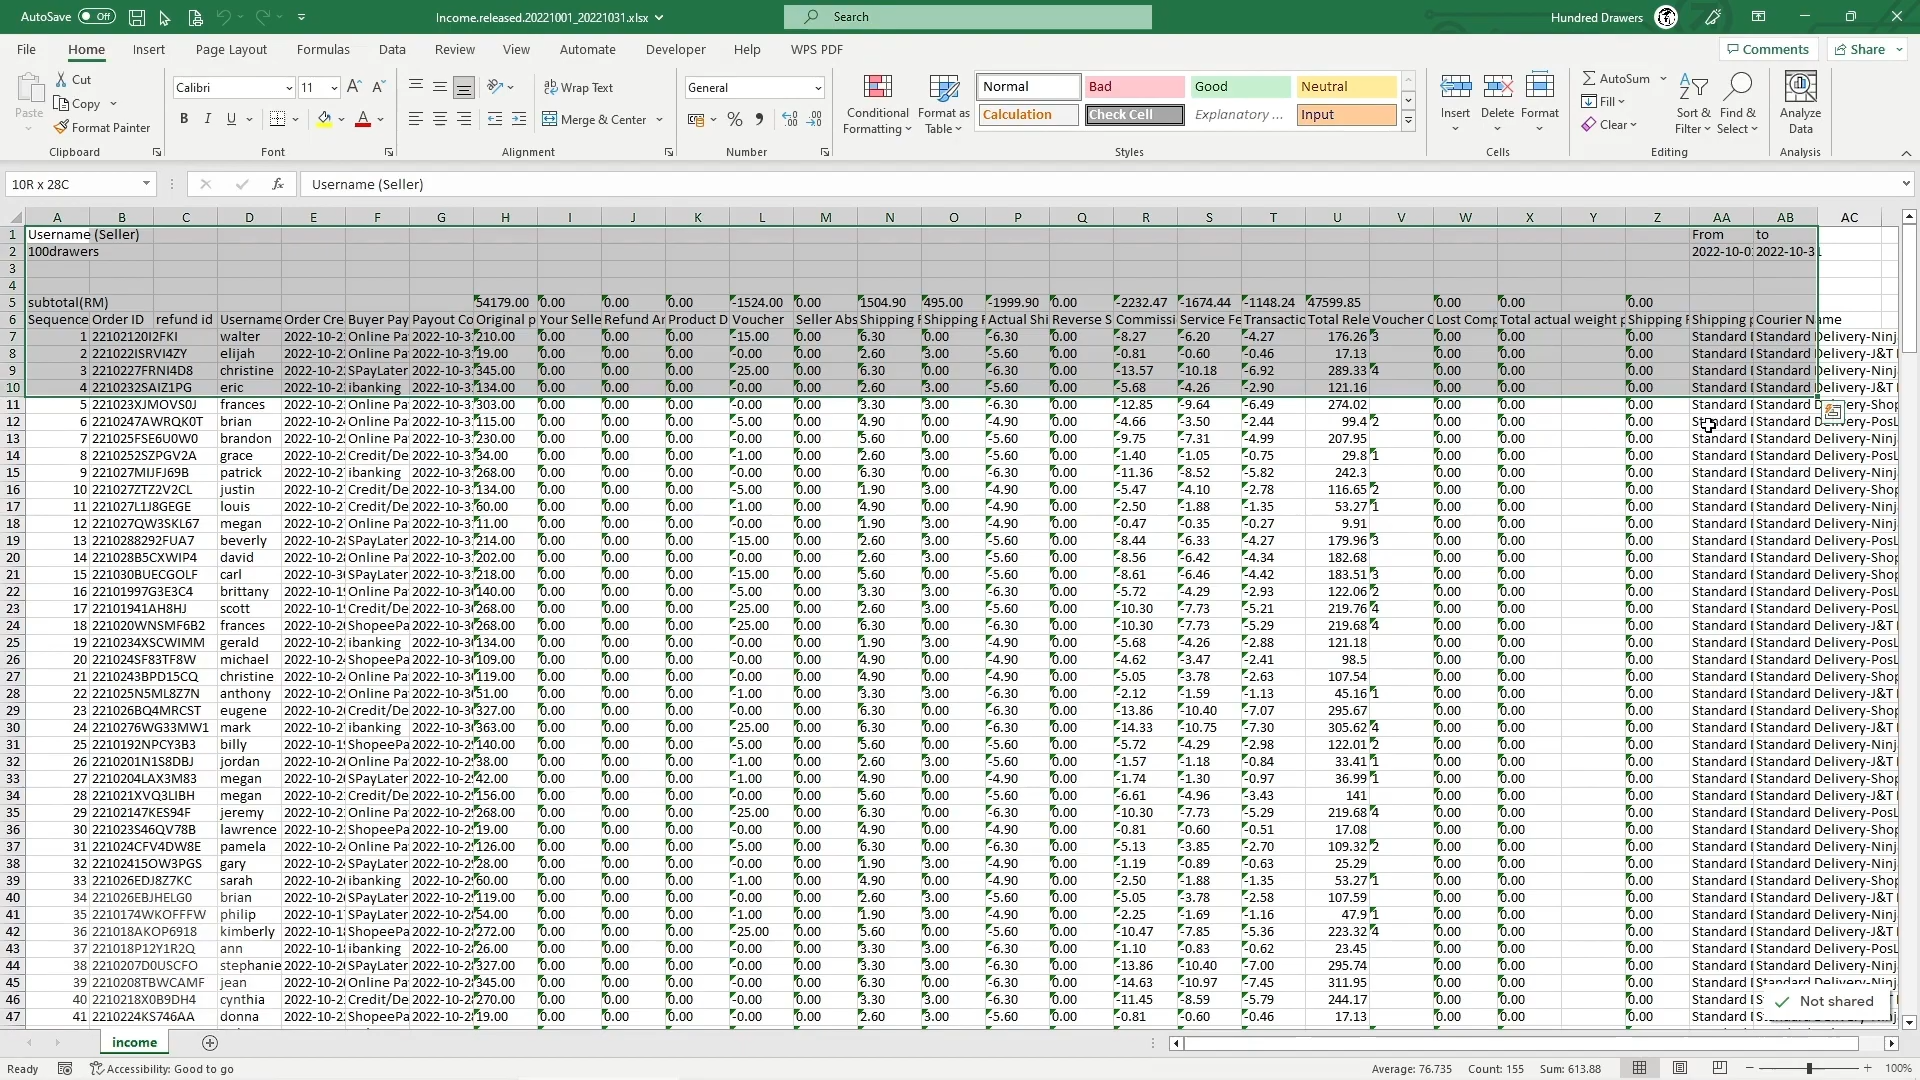 AutoSave Off Income.released.20221001_20221031.xlsx Search Hundred Drawers
File Home Insert Page Layout Formulas Data Review View Automate Developer Help WPS PDF Comments Share
Paste Cut Copy Format Painter Clipboard
Calibri 11 B I U Font
Wrap Text Merge & Center Alignment
General Number
Conditional Formatting Format as Table
Normal Bad Good Neutral
Calculation Check Cell Explanatory ... Input
Styles
Insert Delete Format Cells
AutoSum Fill Clear Sort & Filter Find & Select Editing
Analyze Data Analysis
10R x 28C fx Username (Seller)
A B C D E F G H I J K L M N O P Q R S T U V W X Y Z AA AB AC
1 Username (Seller) From to
2 100drawers 2022-10-0 2022-10-31
3
4
5 subtotal(RM) 54179.00 0.00 0.00 0.00 -1524.00 0.00 1504.90 495.00 -1999.90 0.00 -2232.47 -1674.44 -1148.24 47599.85 0.00 0.00 0.00
6 Sequence Order ID refund id Username Order Cre Buyer Pay Payout Co Original p Your Selle Refund Ar Product D Voucher Seller Abs Shipping F Shipping F Actual Shi Reverse S Commissi Service Fe Transactic Total Rele Voucher C Lost Comp Total actual weight p Shipping F Shipping p Courier Name
7 1 22102120I2FKI walter 2022-10-2 Online Pa 2022-10-3 210.00 0.00 0.00 0.00 -15.00 0.00 6.30 0.00 -6.30 0.00 -8.27 -6.20 -4.27 176.26 3 0.00 0.00 0.00 Standard Standard Delivery-Ninj
8 2 221022ISRVI4ZY elijah 2022-10-2 Online Pa 2022-10-3 19.00 0.00 0.00 0.00 -0.00 0.00 2.60 3.00 -5.60 0.00 -0.81 -0.60 -0.46 17.13 0.00 0.00 0.00 Standard Standard Delivery-J&T
9 3 2210227FRNI4D8 christine 2022-10-2 SPayLater 2022-10-3 345.00 0.00 0.00 0.00 -25.00 0.00 6.30 0.00 -6.30 0.00 -13.57 -10.18 -6.92 289.33 4 0.00 0.00 0.00 Standard Standard Delivery-Ninj
10 4 2210232SAIZ1PG eric 2022-10-2 ibanking 2022-10-3 134.00 0.00 0.00 0.00 -0.00 0.00 2.60 3.00 -5.60 0.00 -5.68 -4.26 -2.90 121.16 0.00 0.00 0.00 Standard Standard Delivery-J&T
11 5 221023XJMOVS0J frances 2022-10-2 Online Pa 2022-10-3 303.00 0.00 0.00 0.00 -0.00 0.00 3.30 3.00 -6.30 0.00 -12.85 -9.64 -6.49 274.02 0.00 0.00 0.00 Standard Standard Delivery-Shop
12 6 2210247AWRQK0T brian 2022-10-2 Online Pa 2022-10-3 115.00 0.00 0.00 0.00 -5.00 0.00 4.90 0.00 -4.90 0.00 -4.66 -3.50 -2.44 99.4 2 0.00 0.00 0.00 Standard Standard Delivery-PosL
13 7 221025FSE6U0W0 brandon 2022-10-2 Online Pa 2022-10-3 230.00 0.00 0.00 0.00 -0.00 0.00 5.60 0.00 -5.60 0.00 -9.75 -7.31 -4.99 207.95 0.00 0.00 0.00 Standard Standard Delivery-Ninj
14 8 2210252SZPGV2A grace 2022-10-2 Credit/De 2022-10-3 34.00 0.00 0.00 0.00 -1.00 0.00 2.60 3.00 -5.60 0.00 -1.40 -1.05 -0.75 29.8 1 0.00 0.00 0.00 Standard Standard Delivery-PosL
15 9 221027MIJFJ69B patrick 2022-10-2 ibanking 2022-10-3 268.00 0.00 0.00 0.00 -0.00 0.00 6.30 0.00 -6.30 0.00 -11.36 -8.52 -5.82 242.3 0.00 0.00 0.00 Standard Standard Delivery-Ninj
16 10 221027ZTZ2V2CL justin 2022-10-2 Credit/De 2022-10-3 134.00 0.00 0.00 0.00 -5.00 0.00 1.90 3.00 -4.90 0.00 -5.47 -4.10 -2.78 116.65 2 0.00 0.00 0.00 Standard Standard Delivery-Shop
17 11 221027L1J8GEGE louis 2022-10-2 Credit/De 2022-10-3 60.00 0.00 0.00 0.00 -1.00 0.00 4.90 0.00 -4.90 0.00 -2.50 -1.88 -1.35 53.27 1 0.00 0.00 0.00 Standard Standard Delivery-Ninj
18 12 221027QW3SKL67 megan 2022-10-2 Online Pa 2022-10-3 11.00 0.00 0.00 0.00 -0.00 0.00 1.90 3.00 -4.90 0.00 -0.47 -0.35 -0.27 9.91 0.00 0.00 0.00 Standard Standard Delivery-Ninj
19 13 2210288292FUA7 beverly 2022-10-2 SPayLater 2022-10-3 214.00 0.00 0.00 0.00 -15.00 0.00 2.60 3.00 -5.60 0.00 -8.44 -6.33 -4.27 179.96 3 0.00 0.00 0.00 Standard Standard Delivery-PosL
20 14 221028B5CXWIP4 david 2022-10-2 Online Pa 2022-10-3 202.00 0.00 0.00 0.00 -0.00 0.00 2.60 3.00 -5.60 0.00 -8.56 -6.42 -4.34 182.68 0.00 0.00 0.00 Standard Standard Delivery-Shop
21 15 221030BUECGOLF carl 2022-10-3 SPayLater 2022-10-3 218.00 0.00 0.00 0.00 -15.00 0.00 5.60 0.00 -5.60 0.00 -8.61 -6.46 -4.42 183.51 3 0.00 0.00 0.00 Standard Standard Delivery-Shop
22 16 22101997G3E3C4 brittany 2022-10-1 Online Pa 2022-10-3 140.00 0.00 0.00 0.00 -5.00 0.00 3.30 3.00 -6.30 0.00 -5.72 -4.29 -2.93 122.06 2 0.00 0.00 0.00 Standard Standard Delivery-PosL
23 17 22101941AH8HJ scott 2022-10-1 Credit/De 2022-10-3 268.00 0.00 0.00 0.00 -25.00 0.00 2.60 3.00 -5.60 0.00 -10.30 -7.73 -5.21 219.76 4 0.00 0.00 0.00 Standard Standard Delivery-PosL
24 18 221020WNSMF6B2 frances 2022-10-2 ShopeePa 2022-10-3 268.00 0.00 0.00 0.00 -25.00 0.00 6.30 0.00 -6.30 0.00 -10.30 -7.73 -5.29 219.68 4 0.00 0.00 0.00 Standard Standard Delivery-J&T
25 19 2210234XSCWIMM gerald 2022-10-2 ibanking 2022-10-3 134.00 0.00 0.00 0.00 -0.00 0.00 1.90 3.00 -4.90 0.00 -5.68 -4.26 -2.88 121.18 0.00 0.00 0.00 Standard Standard Delivery-PosL
26 20 221024SF83TF8W michael 2022-10-2 ShopeePa 2022-10-3 109.00 0.00 0.00 0.00 -0.00 0.00 4.90 0.00 -4.90 0.00 -4.62 -3.47 -2.41 98.5 0.00 0.00 0.00 Standard Standard Delivery-PosL
27 21 2210243BPD15CQ christine 2022-10-2 Online Pa 2022-10-3 119.00 0.00 0.00 0.00 -0.00 0.00 4.90 0.00 -4.90 0.00 -5.05 -3.78 -2.63 107.54 0.00 0.00 0.00 Standard Standard Delivery-Shop
28 22 221025N5ML8Z7N anthony 2022-10-2 Online Pa 2022-10-3 51.00 0.00 0.00 0.00 -1.00 0.00 3.30 3.00 -6.30 0.00 -2.12 -1.59 -1.13 45.16 1 0.00 0.00 0.00 Standard Standard Delivery-J&T
29 23 221026BQ4MRCST eugene 2022-10-2 Credit/De 2022-10-3 327.00 0.00 0.00 0.00 -0.00 0.00 6.30 0.00 -6.30 0.00 -13.86 -10.40 -7.07 295.67 0.00 0.00 0.00 Standard Standard Delivery-Shop
30 24 2210276WG33MW1 mark 2022-10-2 ibanking 2022-10-3 363.00 0.00 0.00 0.00 -25.00 0.00 6.30 0.00 -6.30 0.00 -14.33 -10.75 -7.30 305.62 4 0.00 0.00 0.00 Standard Standard Delivery-J&T
31 25 2210192NPCY3B3 billy 2022-10-1 ShopeePa 2022-10-2 140.00 0.00 0.00 0.00 -5.00 0.00 5.60 0.00 -5.60 0.00 -5.72 -4.29 -2.98 122.01 2 0.00 0.00 0.00 Standard Standard Delivery-Ninj
32 26 2210201N1S8DBJ jordan 2022-10-2 Online Pa 2022-10-2 38.00 0.00 0.00 0.00 -1.00 0.00 2.60 3.00 -5.60 0.00 -1.57 -1.18 -0.84 33.41 1 0.00 0.00 0.00 Standard Standard Delivery-J&T
33 27 2210204LAX3M83 megan 2022-10-2 SPayLater 2022-10-2 42.00 0.00 0.00 0.00 -1.00 0.00 4.90 0.00 -4.90 0.00 -1.74 -1.30 -0.97 36.99 1 0.00 0.00 0.00 Standard Standard Delivery-Shop
34 28 221021XVQ3LIBH megan 2022-10-2 Credit/De 2022-10-2 156.00 0.00 0.00 0.00 -0.00 0.00 5.60 0.00 -5.60 0.00 -6.61 -4.96 -3.43 141 0.00 0.00 0.00 Standard Standard Delivery-J&T
35 29 22102147KES94F jeremy 2022-10-2 Credit/De 2022-10-2 268.00 0.00 0.00 0.00 -25.00 0.00 6.30 0.00 -6.30 0.00 -10.30 -7.73 -5.29 219.68 4 0.00 0.00 0.00 Standard Standard Delivery-PosL
36 30 221023S46QV78B lawrence 2022-10-2 ShopeePa 2022-10-2 19.00 0.00 0.00 0.00 -0.00 0.00 4.90 0.00 -4.90 0.00 -0.81 -0.60 -0.51 17.08 0.00 0.00 0.00 Standard Standard Delivery-Shop
37 31 221024CFV4DW8E pamela 2022-10-2 Online Pa 2022-10-2 126.00 0.00 0.00 0.00 -5.00 0.00 6.30 0.00 -6.30 0.00 -5.13 -3.85 -2.70 109.32 2 0.00 0.00 0.00 Standard Standard Delivery-Ninj
38 32 22102415OW3PGS gary 2022-10-2 SPayLater 2022-10-2 28.00 0.00 0.00 0.00 -0.00 0.00 1.90 3.00 -4.90 0.00 -1.19 -0.89 -0.63 25.29 0.00 0.00 0.00 Standard Standard Delivery-Ninj
39 33 221026EDJ8Z7KC sarah 2022-10-2 ibanking 2022-10-2 60.00 0.00 0.00 0.00 -1.00 0.00 4.90 0.00 -4.90 0.00 -2.50 -1.88 -1.35 53.27 1 0.00 0.00 0.00 Standard Standard Delivery-Shop
40 34 221026EBJHELG0 brian 2022-10-2 SPayLater 2022-10-2 119.00 0.00 0.00 0.00 -0.00 0.00 2.60 3.00 -5.60 0.00 -5.05 -3.78 -2.58 107.59 0.00 0.00 0.00 Standard Standard Delivery-J&T
41 35 2210174WKOFFFW philip 2022-10-1 SPayLater 2022-10-2 54.00 0.00 0.00 0.00 -1.00 0.00 1.90 3.00 -4.90 0.00 -2.25 -1.69 -1.16 47.9 1 0.00 0.00 0.00 Standard Standard Delivery-Ninj
42 36 221018AKOP6918 kimberly 2022-10-1 ShopeePa 2022-10-2 272.00 0.00 0.00 0.00 -25.00 0.00 5.60 0.00 -5.60 0.00 -10.47 -7.85 -5.36 223.32 4 0.00 0.00 0.00 Standard Standard Delivery-J&T
43 37 221018P12Y1R2Q ann 2022-10-1 ibanking 2022-10-2 26.00 0.00 0.00 0.00 -0.00 0.00 3.30 3.00 -6.30 0.00 -1.10 -0.83 -0.62 23.45 0.00 0.00 0.00 Standard Standard Delivery-PosL
44 38 2210207D0USCFO stephanie 2022-10-2 SPayLater 2022-10-2 327.00 0.00 0.00 0.00 -0.00 0.00 3.30 3.00 -6.30 0.00 -13.86 -10.40 -7.00 295.74 0.00 0.00 0.00 Standard Standard Delivery-Ninj
45 39 2210208TBWCAMF jean 2022-10-2 Online Pa 2022-10-2 345.00 0.00 0.00 0.00 -0.00 0.00 6.30 0.00 -6.30 0.00 -14.63 -10.97 -7.45 311.95 0.00 0.00 0.00 Standard Standard Delivery-Ninj
46 40 2210218X0B9DH4 cynthia 2022-10-2 Credit/De 2022-10-2 270.00 0.00 0.00 0.00 -0.00 0.00 3.30 3.00 -6.30 0.00 -11.45 -8.59 -5.79 244.17 0.00 0.00 0.00 Standard
47 41 2210224KS746AA donna 2022-10-2 SPayLater 2022-10-2 19.00 0.00 0.00 0.00 -0.00 0.00 2.60 3.00 -5.60 0.00 -0.81 -0.60 -0.46 17.13 0.00 0.00 0.00 Standard
Not shared
income
Ready Accessibility: Good to go Average: 76.735 Count: 155 Sum: 613.88 100%